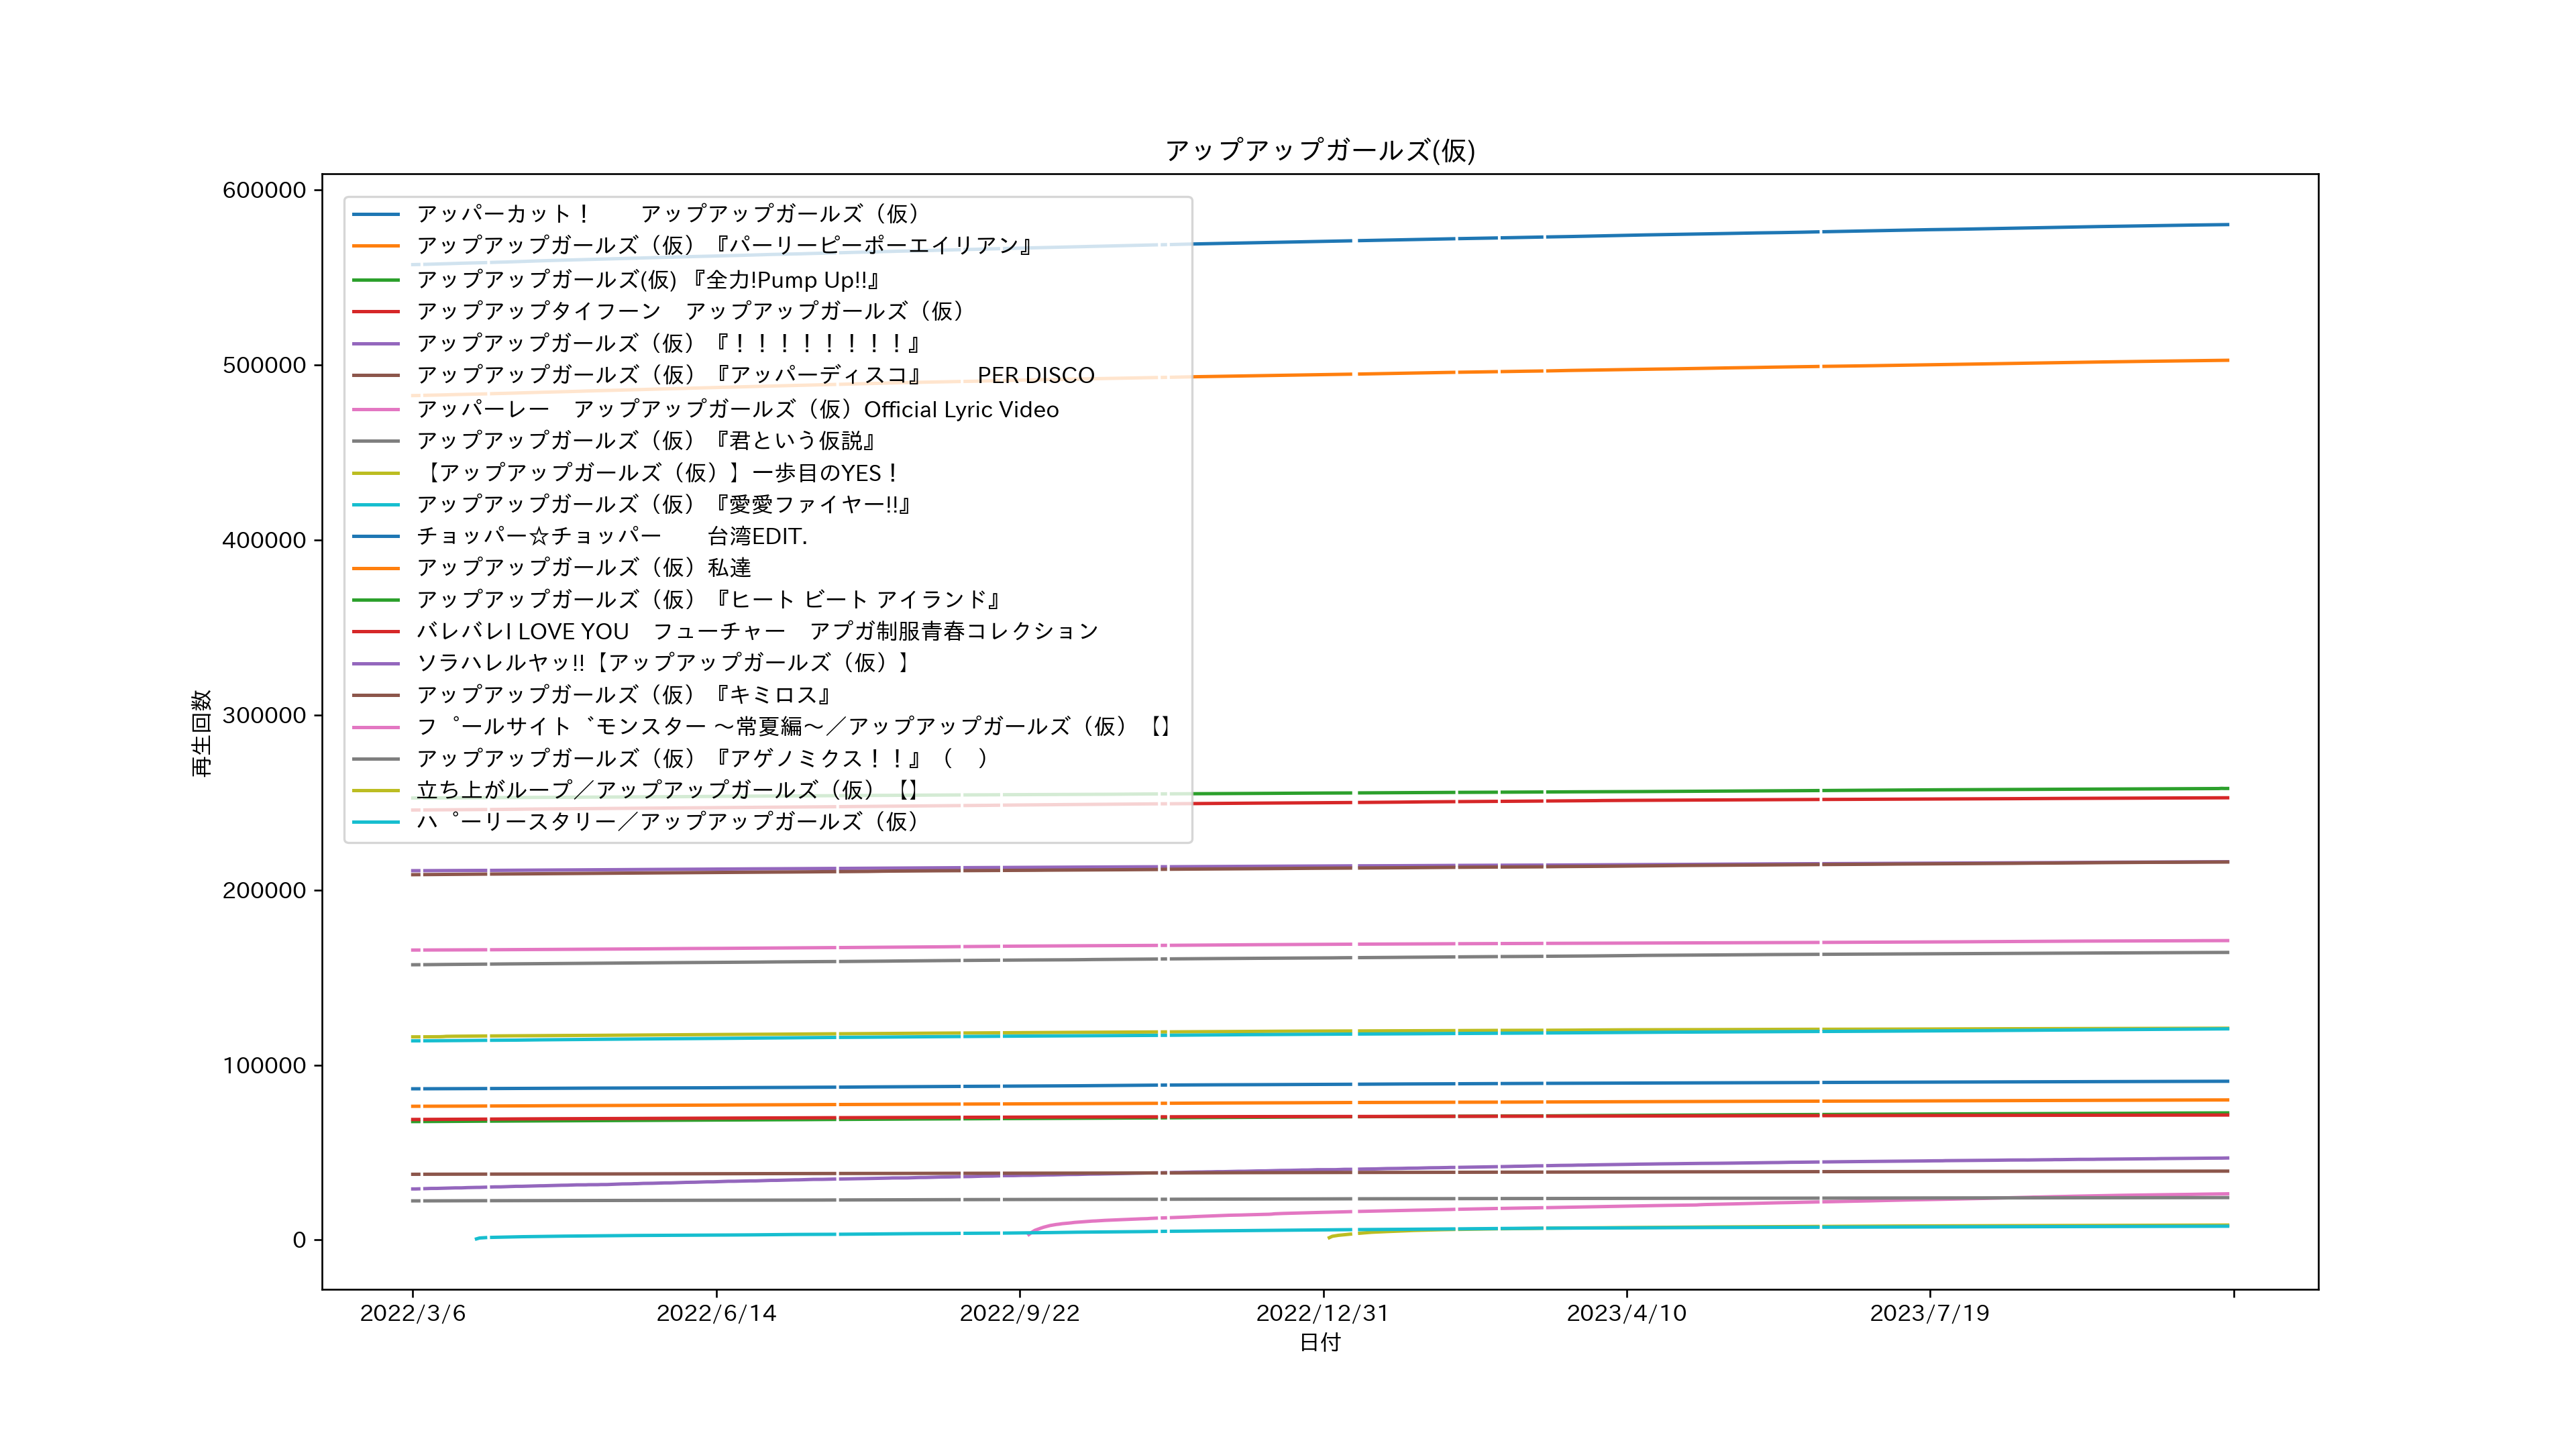 アップアップガールズ(仮)
600000
500000
400000
300000
200000
100000
0
再生回数
アッパーカット！　　アップアップガールズ（仮）
アップアップガールズ（仮）『パーリーピーポーエイリアン』
アップアップガールズ(仮) 『全力!Pump Up!!』
アップアップタイフーン　アップアップガールズ（仮）
アップアップガールズ（仮）『！！！！！！！！』
アップアップガールズ（仮）『アッパーディスコ』　　PER DISCO
アッパーレー　アップアップガールズ（仮）Official Lyric Video
アップアップガールズ（仮）『君という仮説』
【アップアップガールズ（仮）】一歩目のYES！
アップアップガールズ（仮）『愛愛ファイヤー!!』
チョッパー☆チョッパー　　台湾EDIT.
アップアップガールズ（仮）私達
アップアップガールズ（仮）『ヒート ビート アイランド』
バレバレI LOVE YOU　フューチャー　アプガ制服青春コレクション
ソラハレルヤッ!!【アップアップガールズ（仮）】
アップアップガールズ（仮）『キミロス』
フ゜ールサイト゛モンスター ～常夏編～／アップアップガールズ（仮）【】
アップアップガールズ（仮）『アゲノミクス！！』（　）
立ち上がループ／アップアップガールズ（仮）【】
ハ゜ーリースタリー／アップアップガールズ（仮）
2022/3/6
2022/6/14
2022/9/22
2022/12/31
2023/4/10
2023/7/19
日付